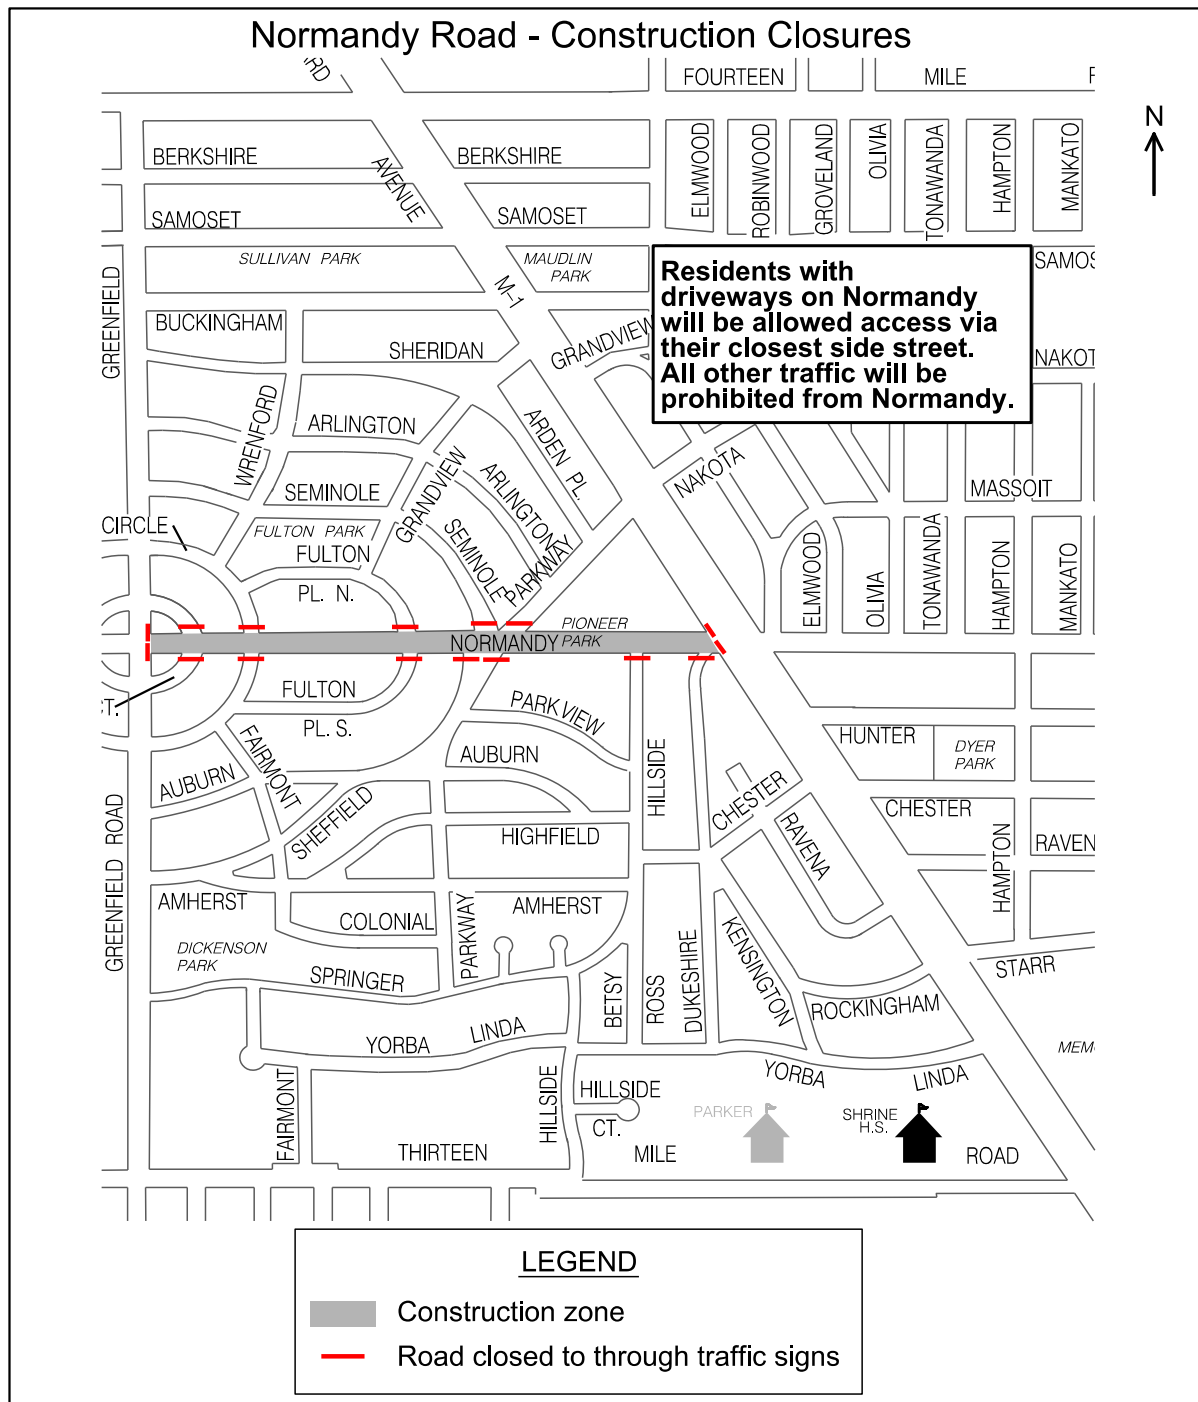 Normandy Road - Construction Closures
FOURTEEN MILE
N
BERKSHIRE
BERKSHIRE
AVENUE
SAMOSET
SAMOSET
ELMWOOD
ROBINWOOD
GROVELAND
OLIVIA
TONAWANDA
HAMPTON
MANKATO
SULLIVAN PARK
MAUDLIN
PARK
M-1
GREENFIELD
Residents with
driveways on Normandy
will be allowed access via
their closest side street.
All other traffic will be
prohibited from Normandy.
BUCKINGHAM
SHERIDAN
GRANDVIEW
WRENFORD
ARLINGTON
ARDEN PL.
GRANDVIEW
ARLINGTON
NAKOTA
SEMINOLE
MASSOIT
CIRCLE
FULTON PARK
FULTON
PL. N.
SEMINOLE
PARKWAY
ELMWOOD
OLIVIA
TONAWANDA
HAMPTON
MANKATO
PIONEER
PARK
NORMANDY
FULTON
PL. S.
PARK VIEW
FAIRMONT
AUBURN
AUBURN
HILLSIDE
HUNTER
DYER
PARK
GREENFIELD ROAD
SHEFFIELD
HIGHFIELD
CHESTER
CHESTER
RAVENA
HAMPTON
AMHERST
COLONIAL
PARKWAY
AMHERST
DICKENSON
PARK
SPRINGER
BETSY
ROSS
DUKESHIRE
KENSINGTON
STARR
ROCKINGHAM
YORBA LINDA
YORBA LINDA
FAIRMONT
HILLSIDE
HILLSIDE
CT.
PARKER
SHRINE
H.S.
THIRTEEN MILE ROAD
LEGEND
Construction zone
Road closed to through traffic signs